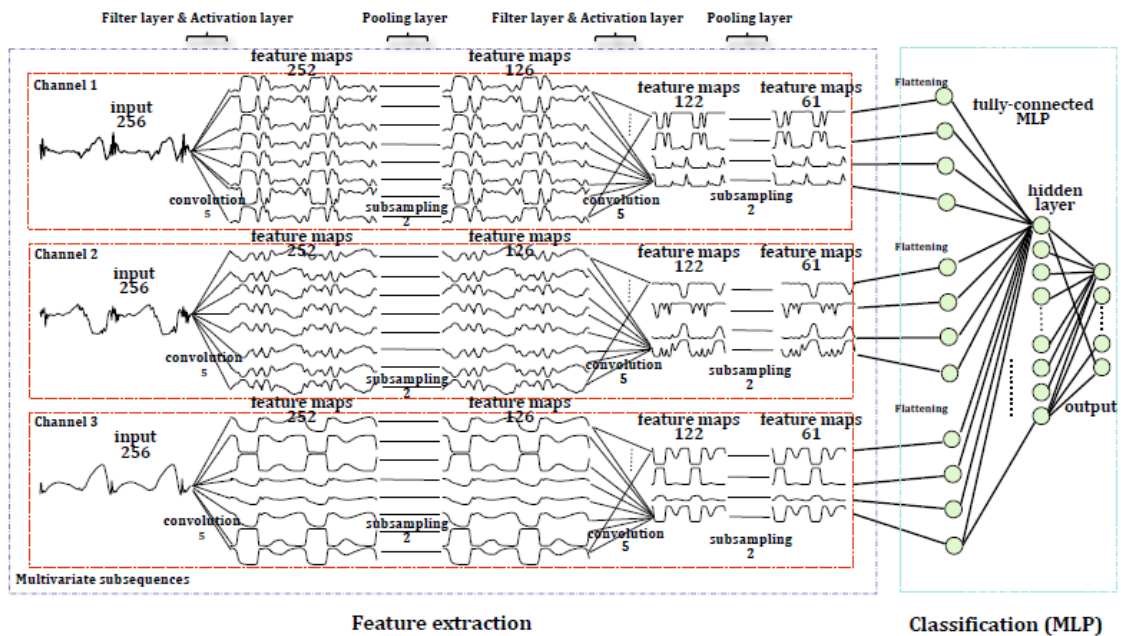 Filter layer & Activation layer
Pooling layer
Filter layer & Activation layer
Pooling layer
Channel 1
input
256
convolution
5
feature maps
252
subsampling
2
feature maps
126
convolution
5
feature maps
122
subsampling
2
feature maps
61
Channel 2
input
256
convolution
5
feature maps
252
subsampling
2
feature maps
126
convolution
5
feature maps
122
subsampling
2
feature maps
61
Channel 3
input
256
convolution
5
feature maps
252
subsampling
2
feature maps
126
convolution
5
feature maps
122
subsampling
2
feature maps
61
Multivariate subsequences
Flattening
Flattening
Flattening
fully-connected
MLP
hidden
layer
output
Feature extraction
Classification (MLP)